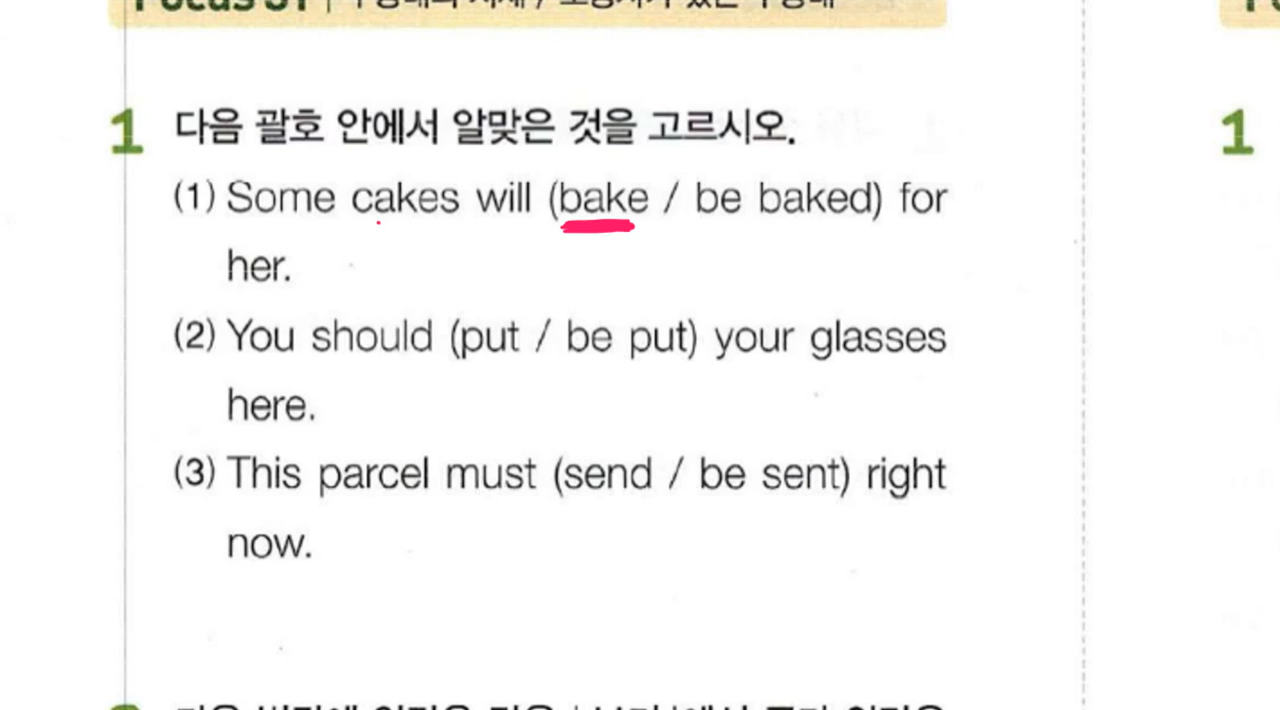 1 다음 괄호 안에서 알맞은 것을 고르시오.
(1) Some cakes will (bake / be baked) for
her.
(2) You should (put / be put) your glasses
here.
(3) This parcel must (send / be sent) right
now.
1